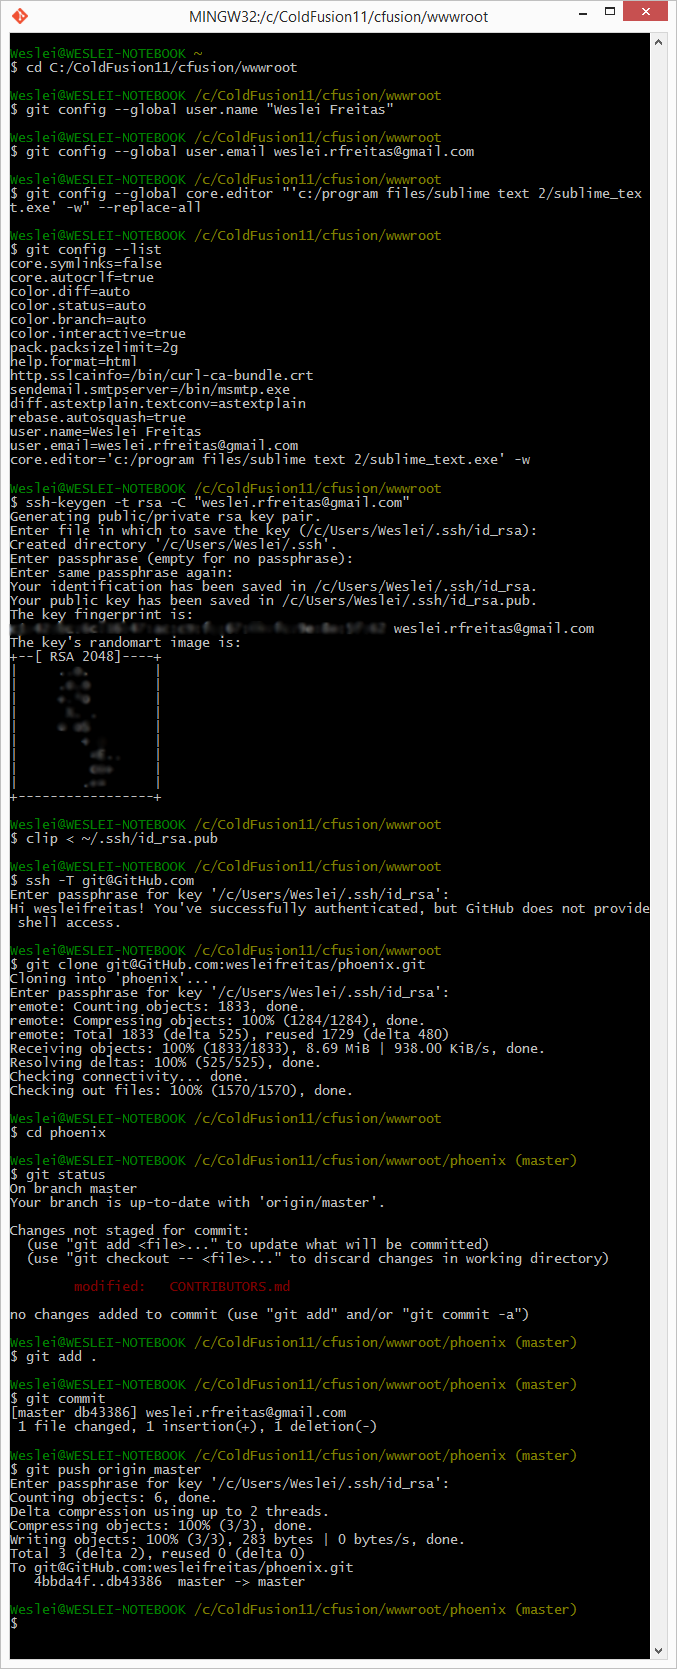 MINGW32:/c/ColdFusion11/cfusion/wwwroot
Weslei@WESLEI-NOTEBOOK ~
$ cd C:/ColdFusion11/cfusion/wwwroot
Weslei@WESLEI-NOTEBOOK /c/ColdFusion11/cfusion/wwwroot
$ git config --global user.name "Weslei Freitas"
Weslei@WESLEI-NOTEBOOK /c/ColdFusion11/cfusion/wwwroot
$ git config --global user.email weslei.rfreitas@gmail.com
Weslei@WESLEI-NOTEBOOK /c/ColdFusion11/cfusion/wwwroot
$ git config --global core.editor "'c:/program files/sublime text 2/sublime_tex
t.exe' -w" --replace-all
Weslei@WESLEI-NOTEBOOK /c/ColdFusion11/cfusion/wwwroot
$ git config --list
core.symlinks=false
core.autocrlf=true
color.diff=auto
color.status=auto
color.branch=auto
color.interactive=true
pack.packsizelimit=2g
help.format=html
http.sslcainfo=/bin/curl-ca-bundle.crt
sendemail.smtpserver=/bin/msmtp.exe
diff.astextplain.textconv=astextplain
rebase.autosquash=true
user.name=Weslei Freitas
user.email=weslei.rfreitas@gmail.com
core.editor='c:/program files/sublime text 2/sublime_text.exe' -w
Weslei@WESLEI-NOTEBOOK /c/ColdFusion11/cfusion/wwwroot
$ ssh-keygen -t rsa -C "weslei.rfreitas@gmail.com"
Generating public/private rsa key pair.
Enter file in which to save the key (/c/Users/Weslei/.ssh/id_rsa):
Created directory '/c/Users/Weslei/.ssh'.
Enter passphrase (empty for no passphrase):
Enter same passphrase again:
Your identification has been saved in /c/Users/Weslei/.ssh/id_rsa.
Your public key has been saved in /c/Users/Weslei/.ssh/id_rsa.pub.
The key fingerprint is:
weslei.rfreitas@gmail.com
The key's randomart image is:
+--[ RSA 2048]----+
+-----------------+
Weslei@WESLEI-NOTEBOOK /c/ColdFusion11/cfusion/wwwroot
$ clip < ~/.ssh/id_rsa.pub
Weslei@WESLEI-NOTEBOOK /c/ColdFusion11/cfusion/wwwroot
$ ssh -T git@GitHub.com
Enter passphrase for key '/c/Users/Weslei/.ssh/id_rsa':
Hi wesleifreitas! You've successfully authenticated, but GitHub does not provide
shell access.
Weslei@WESLEI-NOTEBOOK /c/ColdFusion11/cfusion/wwwroot
$ git clone git@GitHub.com:wesleifreitas/phoenix.git
Cloning into 'phoenix'...
Enter passphrase for key '/c/Users/Weslei/.ssh/id_rsa':
remote: Counting objects: 1833, done.
remote: Compressing objects: 100% (1284/1284), done.
remote: Total 1833 (delta 525), reused 1729 (delta 480)
Receiving objects: 100% (1833/1833), 8.69 MiB | 938.00 KiB/s, done.
Resolving deltas: 100% (525/525), done.
Checking connectivity... done.
Checking out files: 100% (1570/1570), done.
Weslei@WESLEI-NOTEBOOK /c/ColdFusion11/cfusion/wwwroot
$ cd phoenix
Weslei@WESLEI-NOTEBOOK /c/ColdFusion11/cfusion/wwwroot/phoenix (master)
$ git status
On branch master
Your branch is up-to-date with 'origin/master'.
Changes not staged for commit:
(use "git add <file>..." to update what will be committed)
(use "git checkout -- <file>..." to discard changes in working directory)
modified:   CONTRIBUTORS.md
no changes added to commit (use "git add" and/or "git commit -a")
Weslei@WESLEI-NOTEBOOK /c/ColdFusion11/cfusion/wwwroot/phoenix (master)
$ git add .
Weslei@WESLEI-NOTEBOOK /c/ColdFusion11/cfusion/wwwroot/phoenix (master)
$ git commit
[master db43386] weslei.rfreitas@gmail.com
1 file changed, 1 insertion(+), 1 deletion(-)
Weslei@WESLEI-NOTEBOOK /c/ColdFusion11/cfusion/wwwroot/phoenix (master)
$ git push origin master
Enter passphrase for key '/c/Users/Weslei/.ssh/id_rsa':
Counting objects: 6, done.
Delta compression using up to 2 threads.
Compressing objects: 100% (3/3), done.
Writing objects: 100% (3/3), 283 bytes | 0 bytes/s, done.
Total 3 (delta 2), reused 0 (delta 0)
To git@GitHub.com:wesleifreitas/phoenix.git
4bbda4f..db43386  master -> master
Weslei@WESLEI-NOTEBOOK /c/ColdFusion11/cfusion/wwwroot/phoenix (master)
$